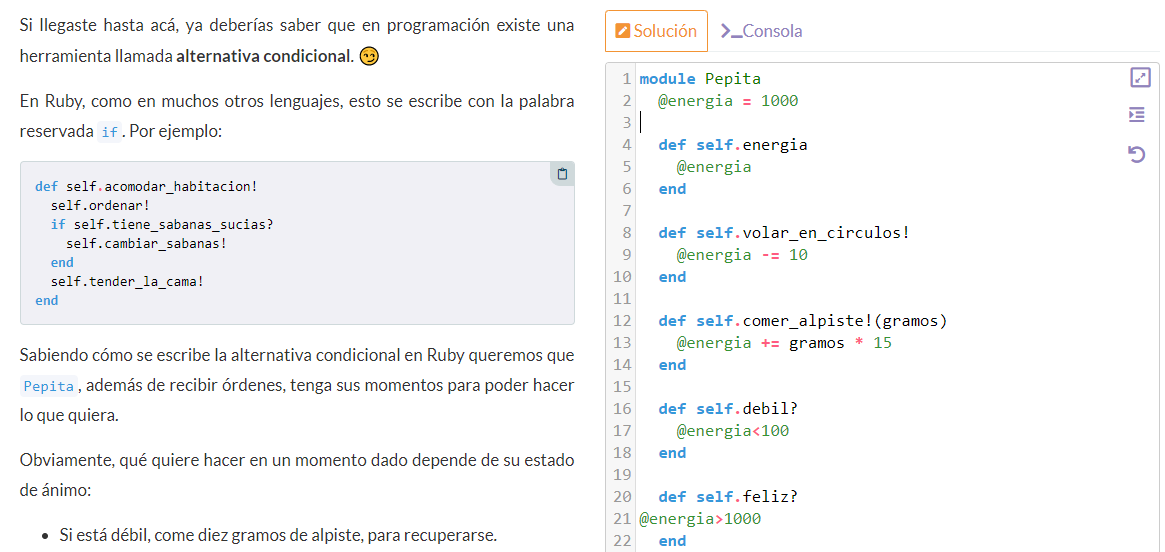 Si llegaste hasta acá, ya deberías saber que en programación existe una
herramienta llamada alternativa condicional. 😏
En Ruby, como en muchos otros lenguajes, esto se escribe con la palabra
reservada if. Por ejemplo:
def self.acomodar_habitacion!
  self.ordenar!
  if self.tiene_sabanas_sucias?
    self.cambiar_sabanas!
  end
  self.tender_la_cama!
end
Sabiendo cómo se escribe la alternativa condicional en Ruby queremos que
Pepita, además de recibir órdenes, tenga sus momentos para poder hacer
lo que quiera.
Obviamente, qué quiere hacer en un momento dado depende de su estado
de ánimo:
• Si está débil, come diez gramos de alpiste, para recuperarse.
Solución
Consola
1 module Pepita
2   @energia = 1000
3
4   def self.energia
5     @energia
6   end
7
8   def self.volar_en_circulos!
9     @energia -= 10
10   end
11
12   def self.comer_alpiste!(gramos)
13     @energia += gramos * 15
14   end
15
16   def self.debil?
17     @energia<100
18   end
19
20   def self.feliz?
21 @energia>1000
22   end